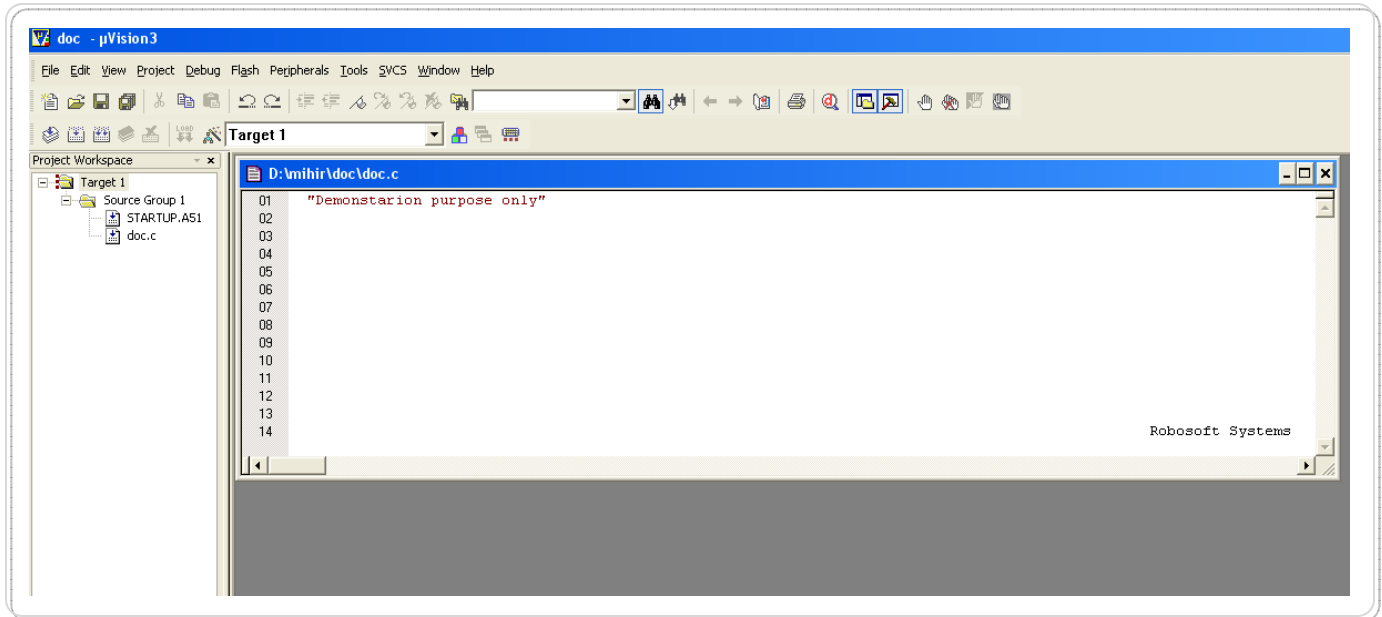 doc - µVision3
File Edit View Project Debug Flash Peripherals Tools SVCS Window Help
LOAD Target 1
Project Workspace
Target 1
Source Group 1
STARTUP.A51
doc.c
D:\mihir\doc\doc.c
01 "Demonstarion purpose only"
02
03
04
05
06
07
08
09
10
11
12
13
14 Robosoft Systems